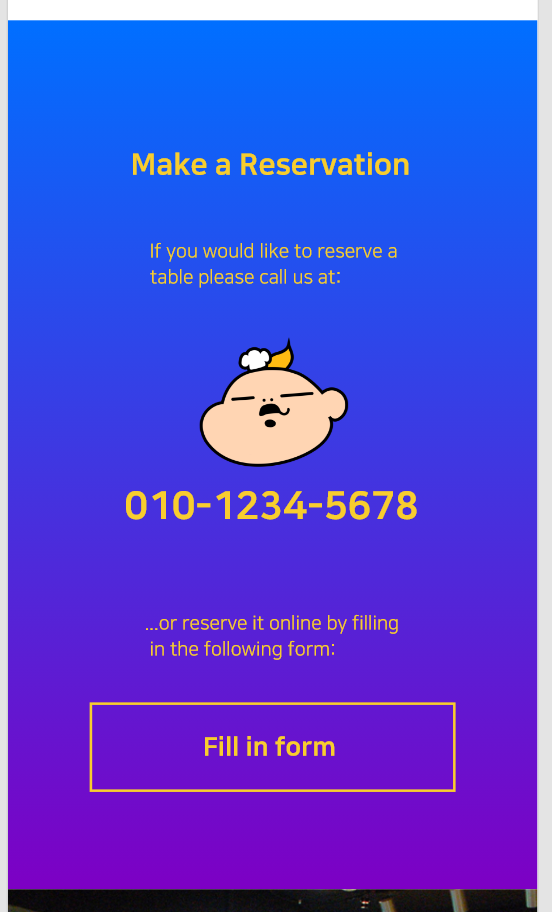 Make a Reservation
If you would like to reserve a
table please call us at:
010-1234-5678
...or reserve it online by filling
in the following form:
Fill in form